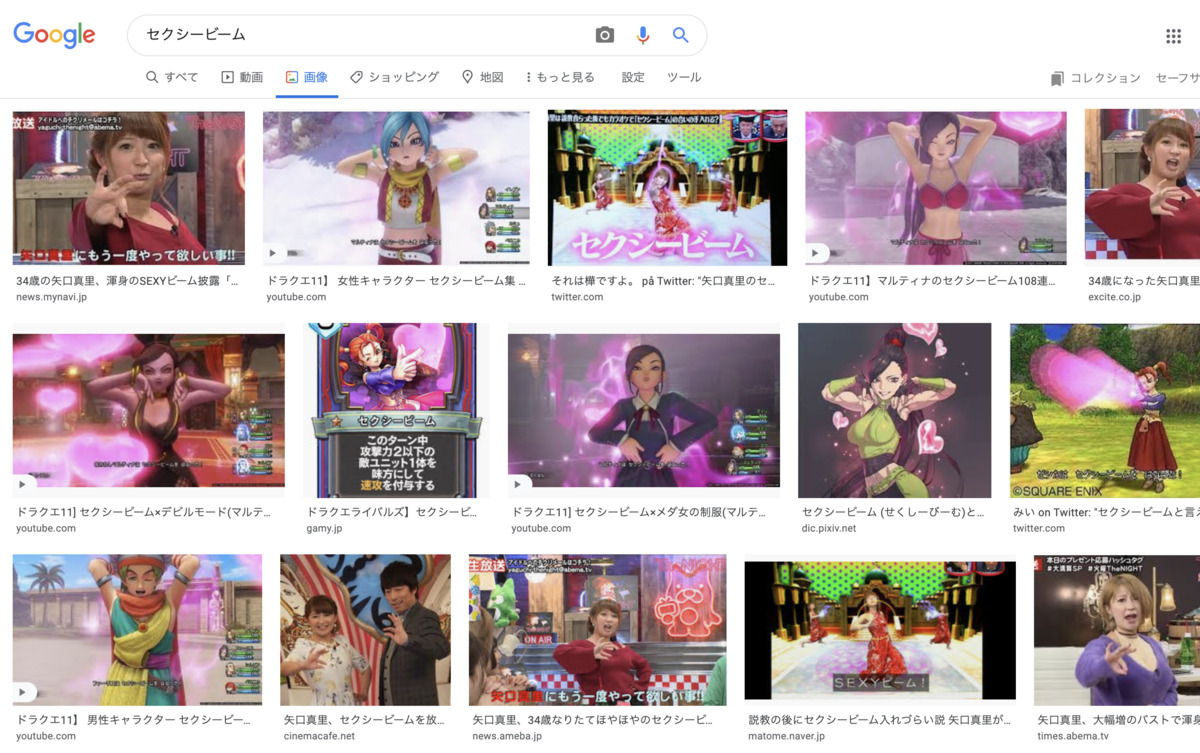 Google
セクシービーム
すべて
動画
画像
ショッピング
地図
もっと見る
設定
ツール
コレクション
セーフサ
放送
アイドルへのチクリメールはコチラ!
yaguchithenight@abema.tv
矢口真里にもう一度やって欲しい事!!
セクシービーム
34歳の矢口真里、渾身のSEXYビーム披露「...
news.mynavi.jp
ドラクエ11】 女性キャラクター セクシービーム集 ...
youtube.com
それは樺ですよ。 på Twitter: "矢口真里のセ...
twitter.com
ドラクエ11】マルティナのセクシービーム108連...
youtube.com
34歳になった矢口真里
excite.co.jp
セクシービーム
このターン中
攻撃力2以下の
敵ユニット1体を
味方にして
速攻を付与する
©SQUARE ENIX
ドラクエ11] セクシービーム×デビルモード(マルテ...
youtube.com
ドラクエライバルズ】セクシービ...
gamy.jp
ドラクエ11] セクシービーム×メダ女の制服(マルテ...
youtube.com
セクシービーム (せくしーびーむ)と...
dic.pixiv.net
みい on Twitter: "セクシービームと言え
twitter.com
生放送
アイドルへのチクリメールはコチラ!
yaguchithenight@abema.tv
ON AIR
矢口真里にもう一度やって欲しい事!!
SEXYビーム!
本日のプレゼント応募ハッシュタグ
#大濱算SP #火曜TheNIGHT
ドラクエ11】 男性キャラクター セクシービー...
youtube.com
矢口真里、セクシービームを放...
cinemacafe.net
矢口真里、34歳なりたてほやほやのセクシービ...
news.ameba.jp
説教の後にセクシービーム入れづらい説 矢口真里が...
matome.naver.jp
矢口真里、大幅増のバストで渾身
times.abema.tv